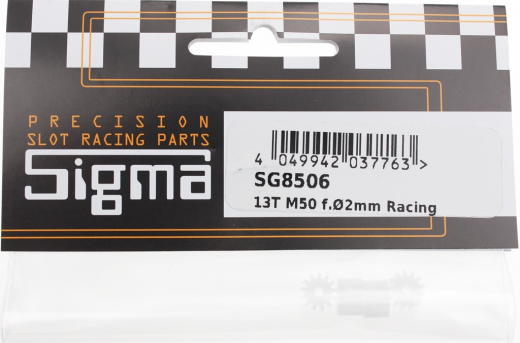 PRECISION
SLOT RACING PARTS
Sigma
4 049942 037763 >
SG8506
13T M50 f.Ø2mm Racing